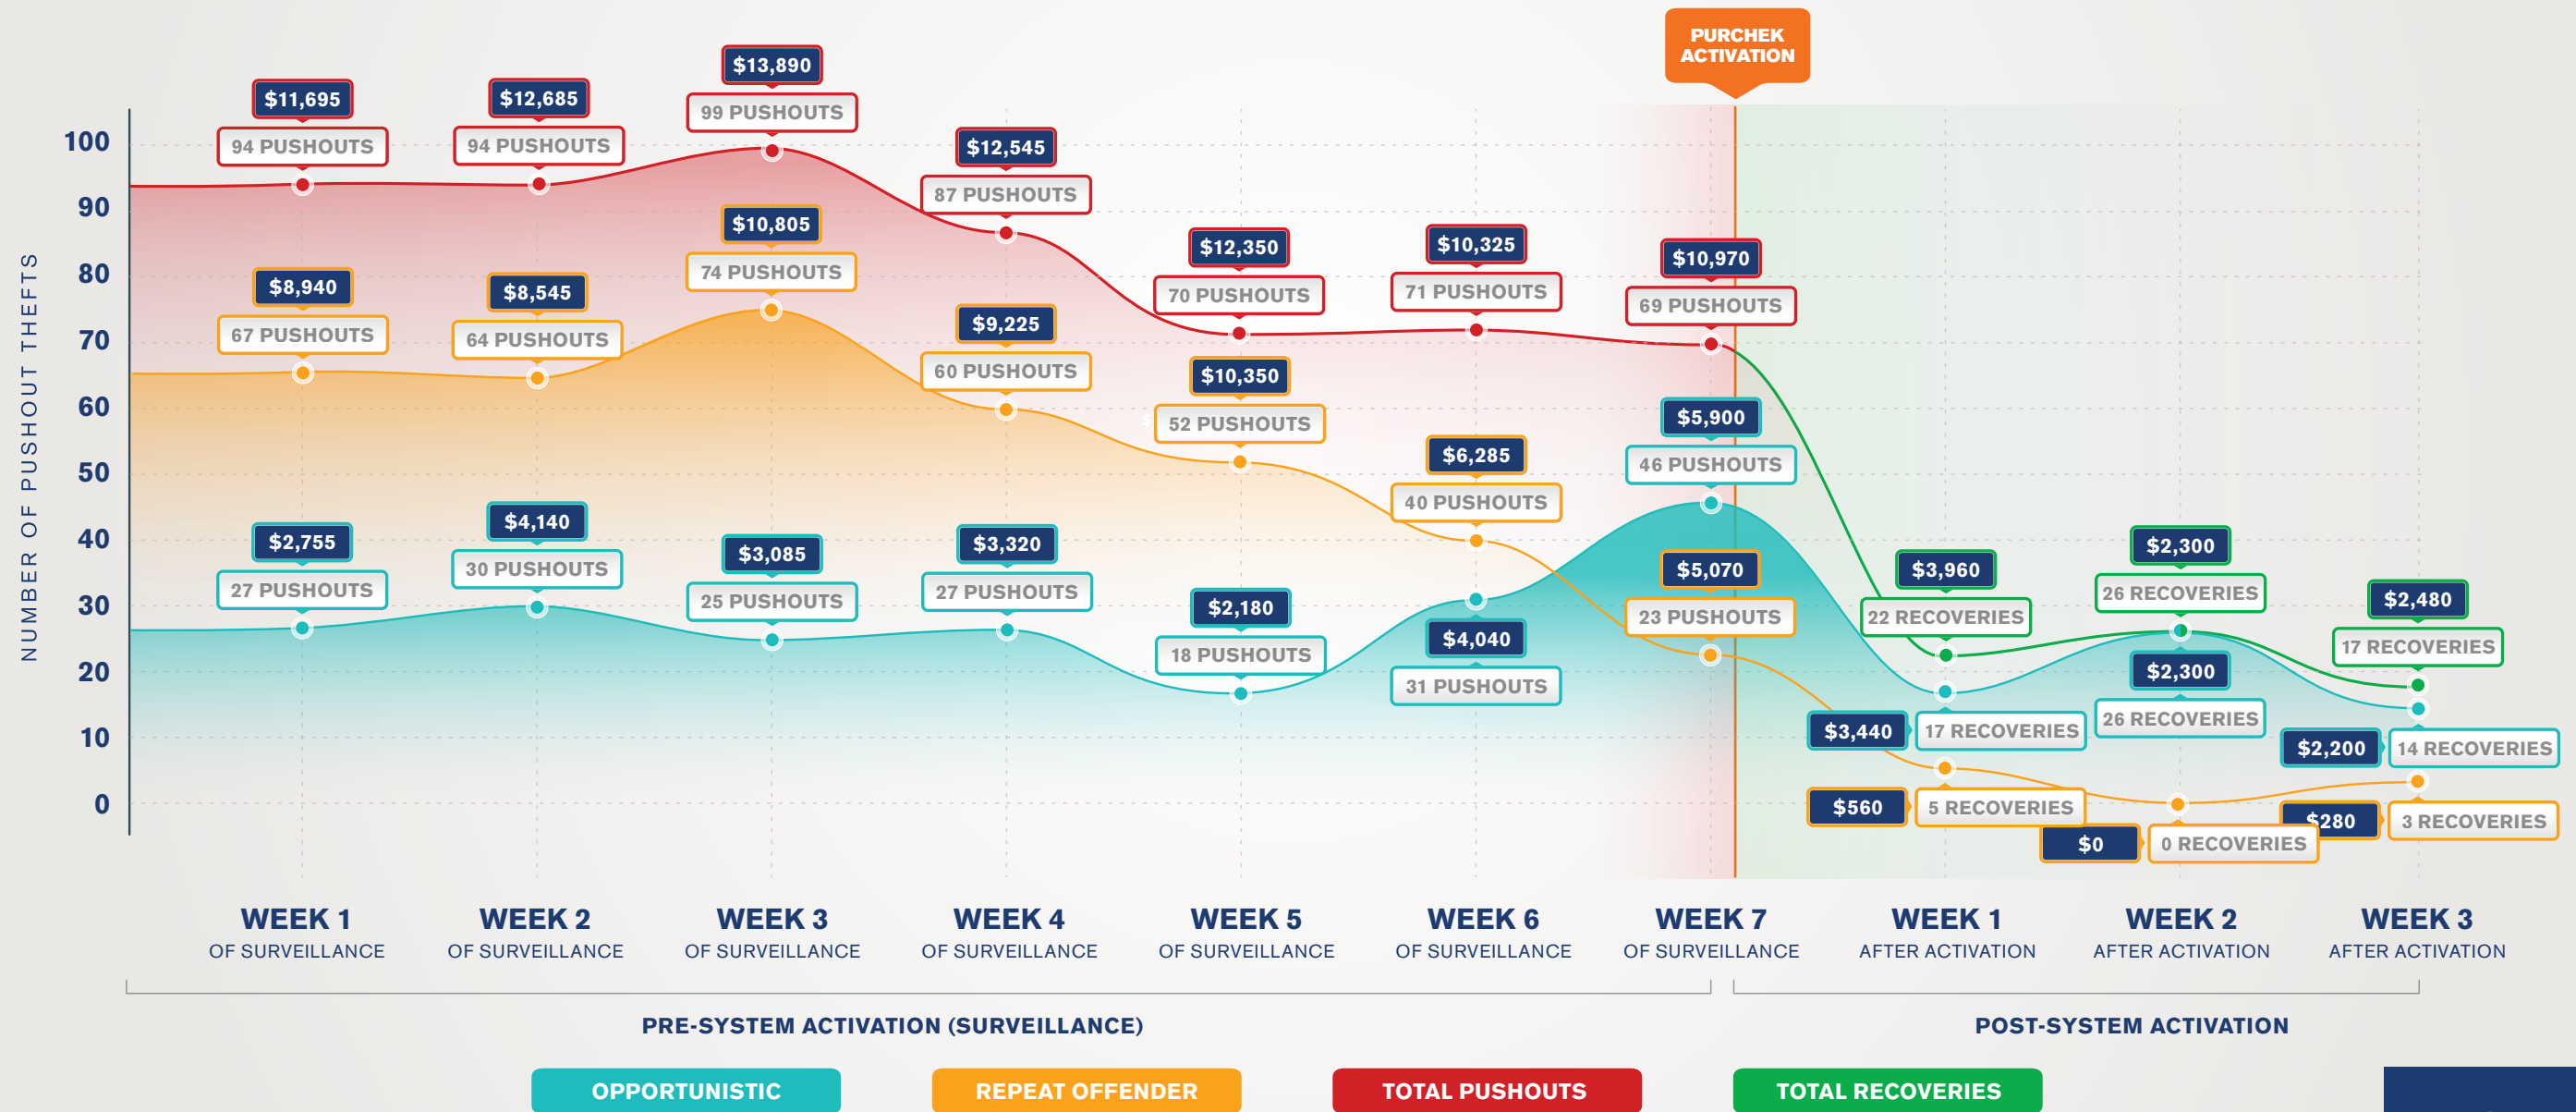 PURCHEK
ACTIVATION
NUMBER OF PUSHOUT THEFTS
100
90
80
70
60
50
40
30
20
10
0
$11,695
94 PUSHOUTS
$8,940
67 PUSHOUTS
$2,755
27 PUSHOUTS
$12,685
94 PUSHOUTS
$8,545
64 PUSHOUTS
$4,140
30 PUSHOUTS
$13,890
99 PUSHOUTS
$10,805
74 PUSHOUTS
$3,085
25 PUSHOUTS
$12,545
87 PUSHOUTS
$9,225
60 PUSHOUTS
$3,320
27 PUSHOUTS
$12,350
70 PUSHOUTS
$10,350
52 PUSHOUTS
$2,180
18 PUSHOUTS
$10,325
71 PUSHOUTS
$6,285
40 PUSHOUTS
$4,040
31 PUSHOUTS
$10,970
69 PUSHOUTS
$5,900
46 PUSHOUTS
$5,070
23 PUSHOUTS
$3,960
22 RECOVERIES
$3,440
17 RECOVERIES
$560
5 RECOVERIES
$2,300
26 RECOVERIES
$2,300
26 RECOVERIES
$0
0 RECOVERIES
$2,480
17 RECOVERIES
$2,200
14 RECOVERIES
$280
3 RECOVERIES
WEEK 1
OF SURVEILLANCE
WEEK 2
OF SURVEILLANCE
WEEK 3
OF SURVEILLANCE
WEEK 4
OF SURVEILLANCE
WEEK 5
OF SURVEILLANCE
WEEK 6
OF SURVEILLANCE
WEEK 7
OF SURVEILLANCE
WEEK 1
AFTER ACTIVATION
WEEK 2
AFTER ACTIVATION
WEEK 3
AFTER ACTIVATION
PRE-SYSTEM ACTIVATION (SURVEILLANCE)
POST-SYSTEM ACTIVATION
OPPORTUNISTIC
REPEAT OFFENDER
TOTAL PUSHOUTS
TOTAL RECOVERIES